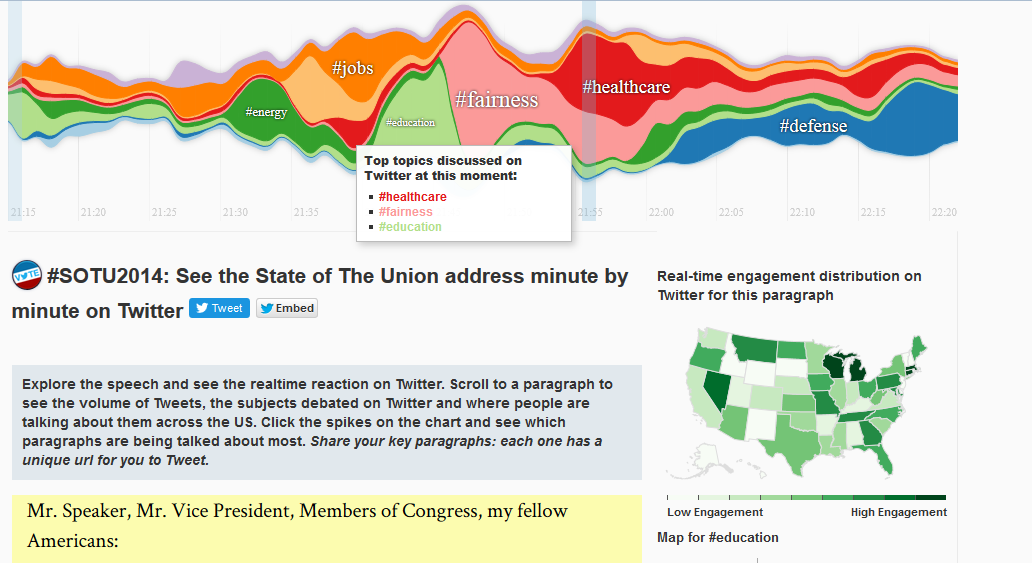 #jobs
#healthcare
#fairness
#energy
#education
#defense
Top topics discussed on
Twitter at this moment:
#healthcare
#fairness
#education
21:15 21:20 21:25 21:30 21:35 21:55 22:00 22:05 22:10 22:15 22:20
VOTE #SOTU2014: See the State of The Union address minute by
minute on Twitter Tweet Embed
Explore the speech and see the realtime reaction on Twitter. Scroll to a paragraph to
see the volume of Tweets, the subjects debated on Twitter and where people are
talking about them across the US. Click the spikes on the chart and see which
paragraphs are being talked about most. Share your key paragraphs: each one has a
unique url for you to Tweet.
Mr. Speaker, Mr. Vice President, Members of Congress, my fellow
Americans:
Real-time engagement distribution on
Twitter for this paragraph
Low Engagement High Engagement
Map for #education